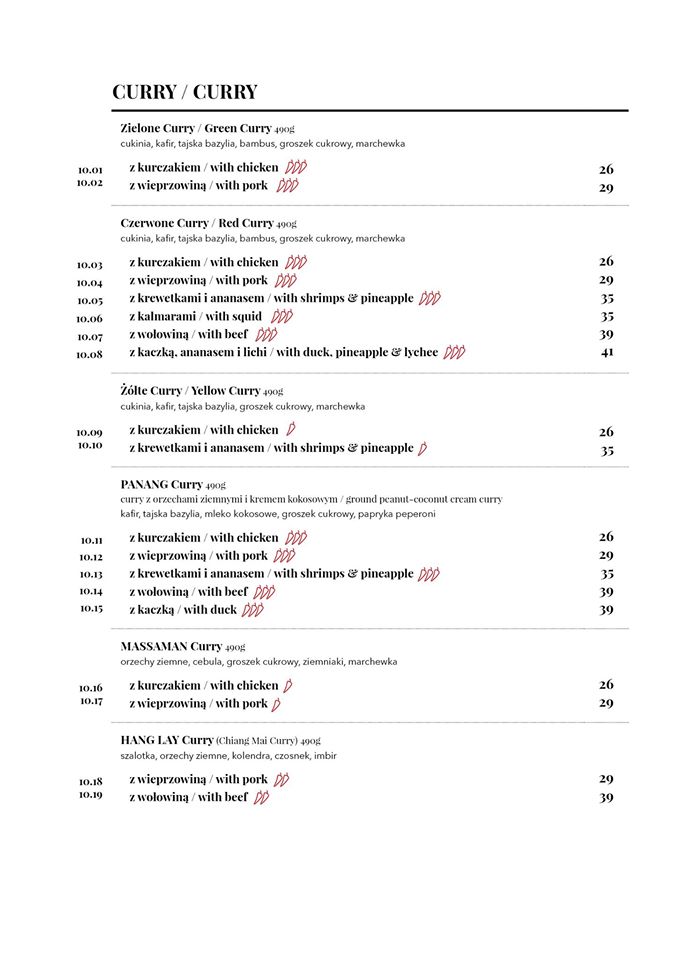 CURRY / CURRY
Zielone Curry / Green Curry 490g
cukinia, kafir, tajska bazylia, bambus, groszek cukrowy, marchewka
10.01 z kurczakiem / with chicken 26
10.02 z wieprzowiną / with pork 29
Czerwone Curry / Red Curry 490g
cukinia, kafir, tajska bazylia, bambus, groszek cukrowy, marchewka
10.03 z kurczakiem / with chicken 26
10.04 z wieprzowiną / with pork 29
10.05 z krewetkami i ananasem / with shrimps & pineapple 35
10.06 z kalmarami / with squid 35
10.07 z wołowiną / with beef 39
10.08 z kaczką, ananasem i lichi / with duck, pineapple & lychee 41
Żółte Curry / Yellow Curry 490g
cukinia, kafir, tajska bazylia, groszek cukrowy, marchewka
10.09 z kurczakiem / with chicken 26
10.10 z krewetkami i ananasem / with shrimps & pineapple 35
PANANG Curry 490g
curry z orzechami ziemnymi i kremem kokosowym / ground peanut-coconut cream curry
kafir, tajska bazylia, mleko kokosowe, groszek cukrowy, papryka peperoni
10.11 z kurczakiem / with chicken 26
10.12 z wieprzowiną / with pork 29
10.13 z krewetkami i ananasem / with shrimps & pineapple 35
10.14 z wołowiną / with beef 39
10.15 z kaczką / with duck 39
MASSAMAN Curry 490g
orzechy ziemne, cebula, groszek cukrowy, ziemniaki, marchewka
10.16 z kurczakiem / with chicken 26
10.17 z wieprzowiną / with pork 29
HANG LAY Curry (Chiang Mai Curry) 490g
szalotka, orzechy ziemne, kolendra, czosnek, imbir
10.18 z wieprzowiną / with pork 29
10.19 z wołowiną / with beef 39